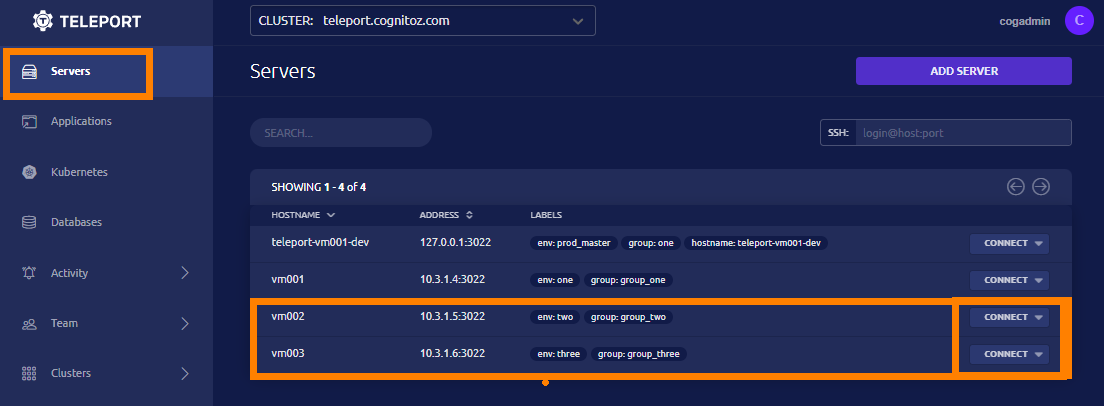 TELEPORT
CLUSTER: teleport.cognitoz.com
cogadmin C
Servers
Applications
Kubernetes
Databases
Activity
Team
Clusters
Servers
ADD SERVER
SEARCH...
SSH: login@host:port
SHOWING 1 - 4 of 4
HOSTNAME ADDRESS LABELS
teleport-vm001-dev 127.0.0.1:3022 env: prod_master group: one hostname: teleport-vm001-dev CONNECT
vm001 10.3.1.4:3022 env: one group: group_one CONNECT
vm002 10.3.1.5:3022 env: two group: group_two CONNECT
vm003 10.3.1.6:3022 env: three group: group_three CONNECT